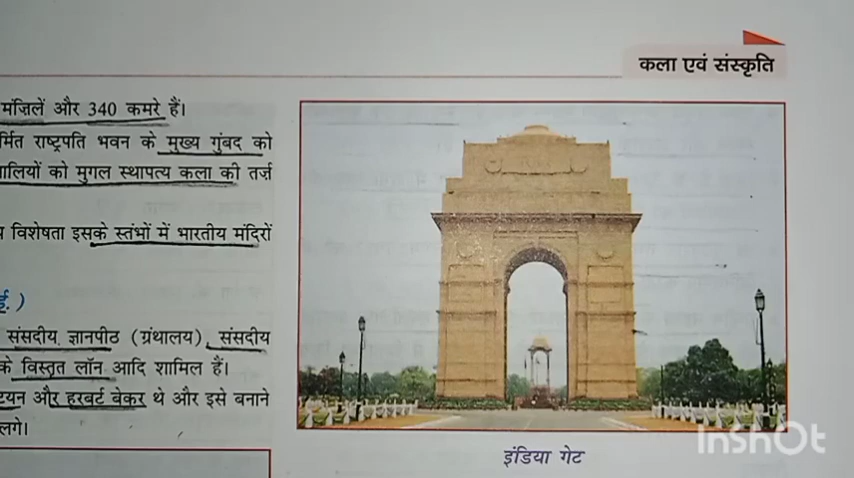 कला एवं संस्कृति
मंज़िलें और 340 कमरे हैं।
र्मित राष्ट्रपति भवन के मुख्य गुंबद को
ालियों को मुगल स्थापत्य कला की तर्ज
विशेषता इसके स्तंभों में भारतीय मंदिरों
ई.)
संसदीय ज्ञानपीठ (ग्रंथालय), संसदीय
के विस्तृत लॉन आदि शामिल हैं।
टियन और हरबर्ट बेकर थे और इसे बनाने
लगे।
इंडिया गेट
InShOt